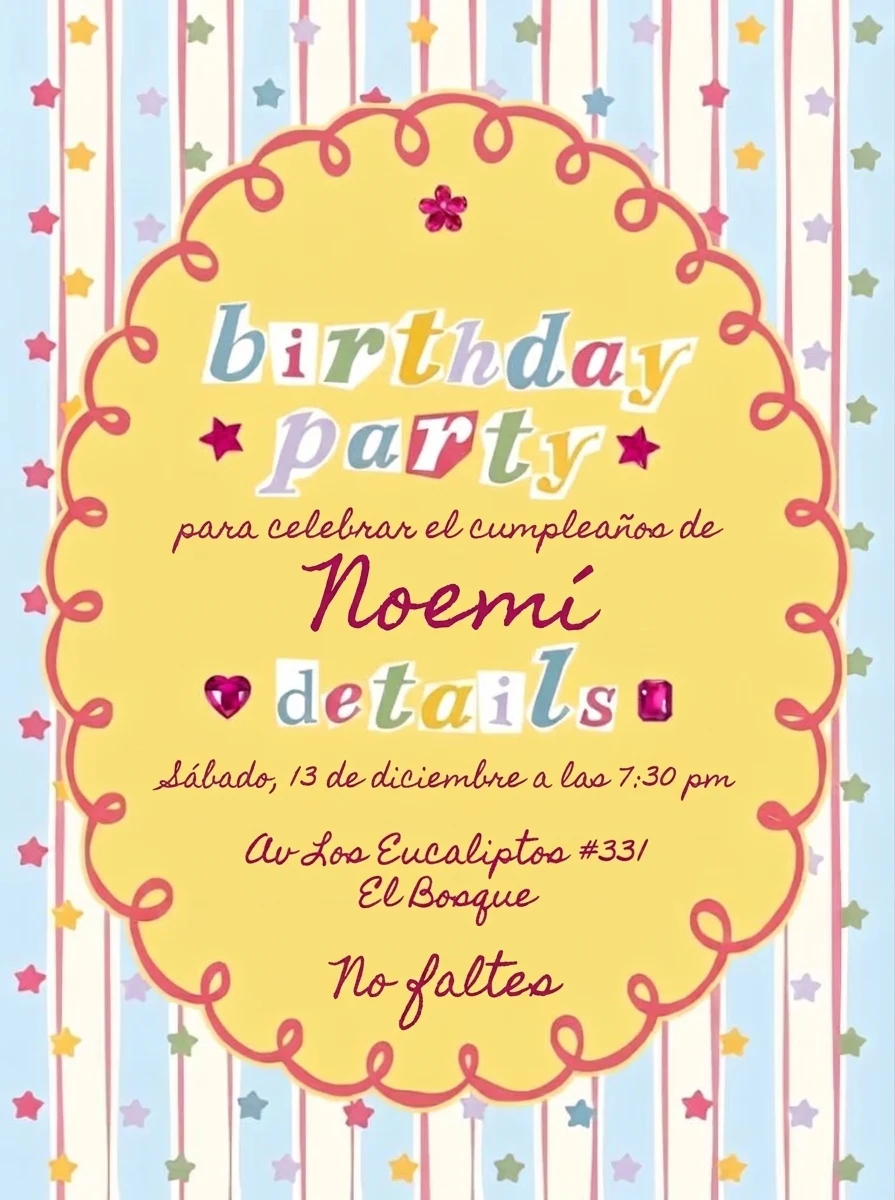 birthday
party
para celebrar el cumpleaños de
Noemí
details
Sábado, 13 de diciembre a las 7:30 pm
Av Los Eucaliptos #331
El Bosque
No faltes